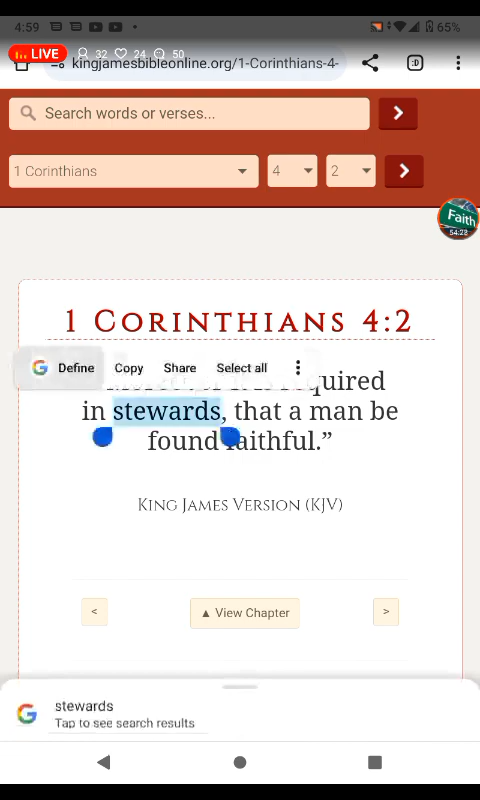 4:59
65%
LIVE 32 24 50
kingjamesbibleonline.org/1-Corinthians-4-
:D
Search words or verses...
1 Corinthians 4 2
Faith
54:28
1 CORINTHIANS 4:2
Define Copy Share Select all
quired
in stewards, that a man be
found faithful.”
KING JAMES VERSION (KJV)
< ▲ View Chapter >
stewards
Tap to see search results